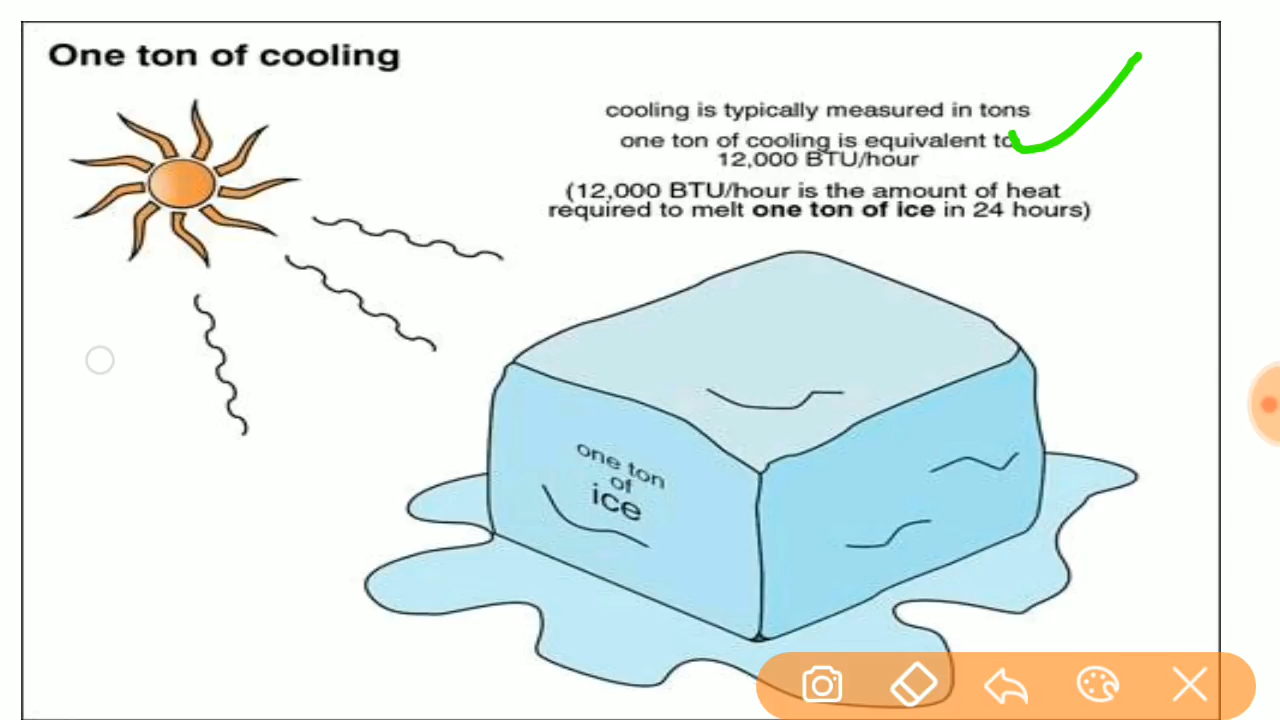 One ton of cooling
cooling is typically measured in tons
one ton of cooling is equivalent to
12,000 BTU/hour
(12,000 BTU/hour is the amount of heat
required to melt one ton of ice in 24 hours)
one ton
of
ice